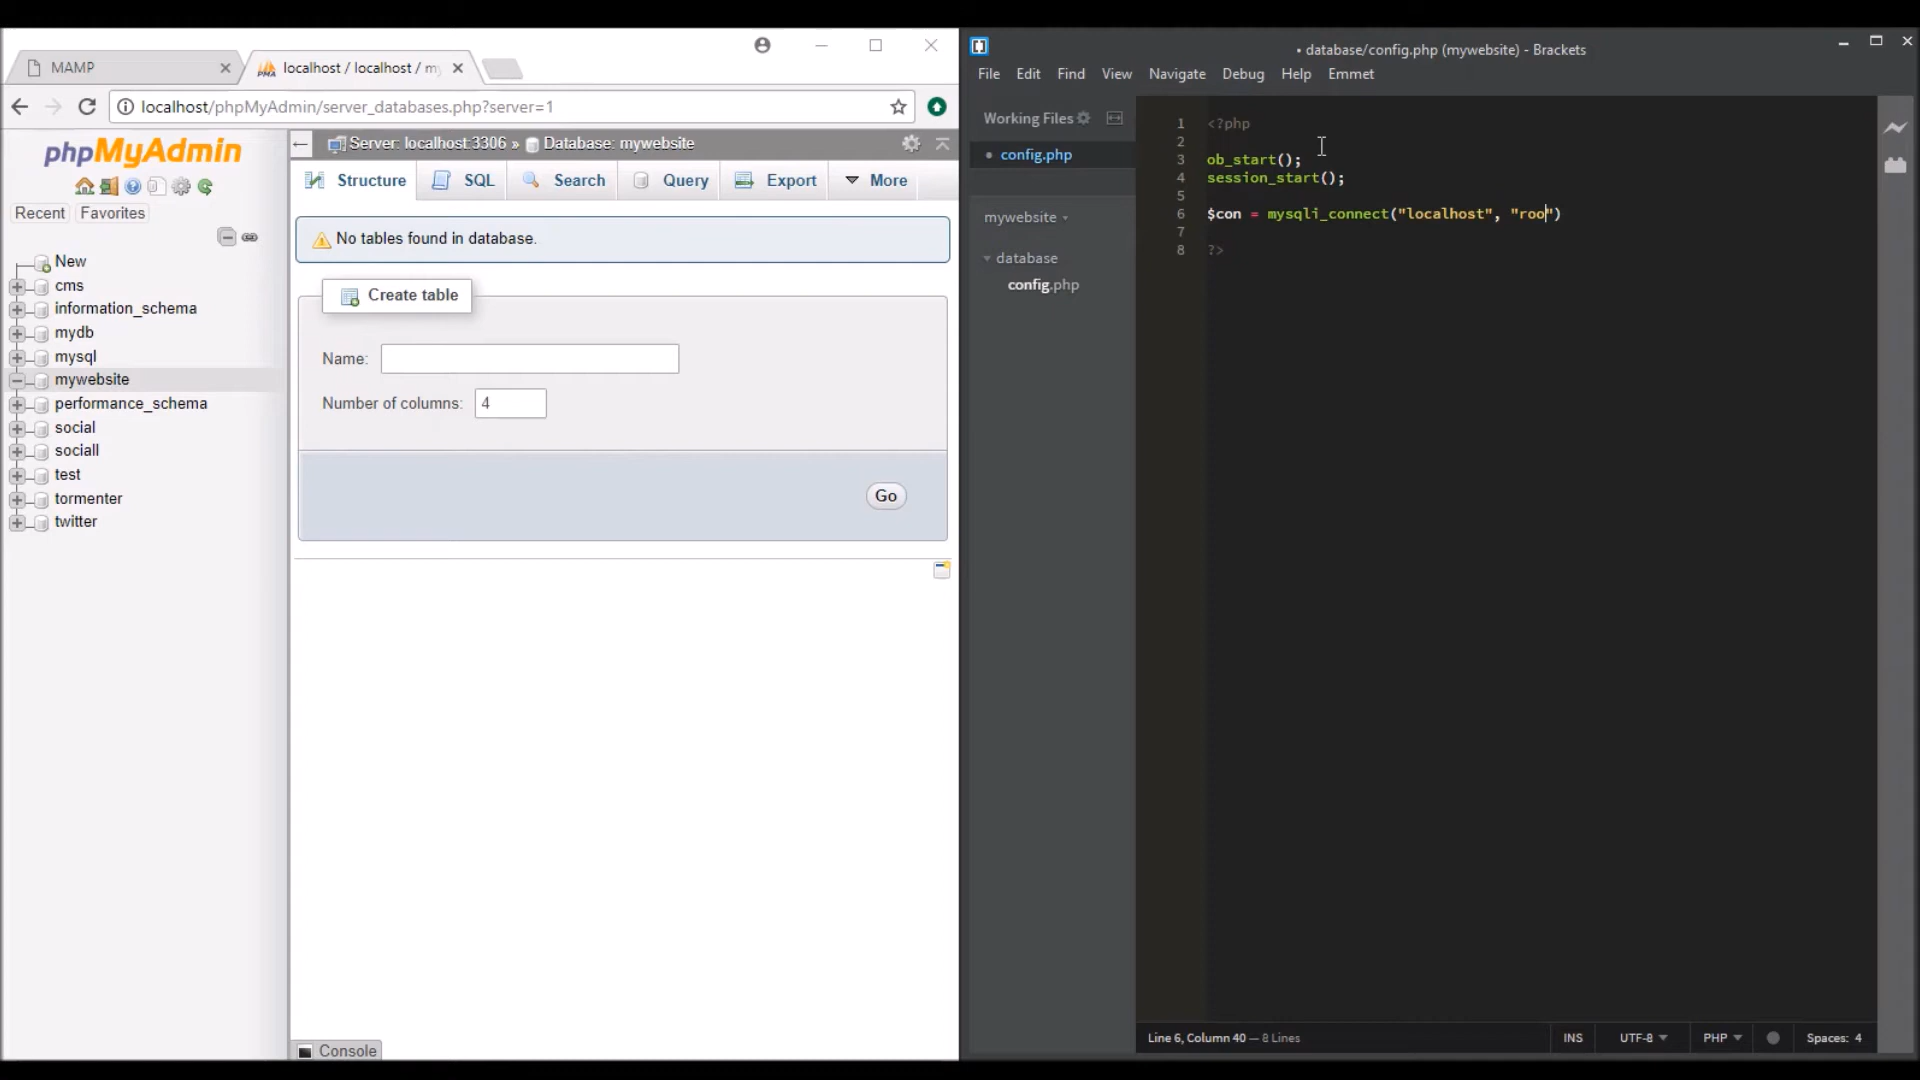 MAMP
localhost / localhost / my
localhost/phpMyAdmin/server_databases.php?server=1
phpMyAdmin
Recent Favorites
New
cms
information_schema
mydb
mysql
mywebsite
performance_schema
social
sociall
test
tormenter
twitter
Server: localhost:3306 » Database: mywebsite
Structure SQL Search Query Export More
No tables found in database.
Create table
Name:
Number of columns: 4
Go
Console
• database/config.php (mywebsite) - Brackets
File Edit Find View Navigate Debug Help Emmet
Working Files
config.php
mywebsite
database
config.php
1 <?php
2
3 ob_start();
4 session_start();
5
6 $con = mysqli_connect("localhost", "roo")
7
8 ?>
Line 6, Column 40 — 8 Lines
INS UTF-8 PHP Spaces: 4